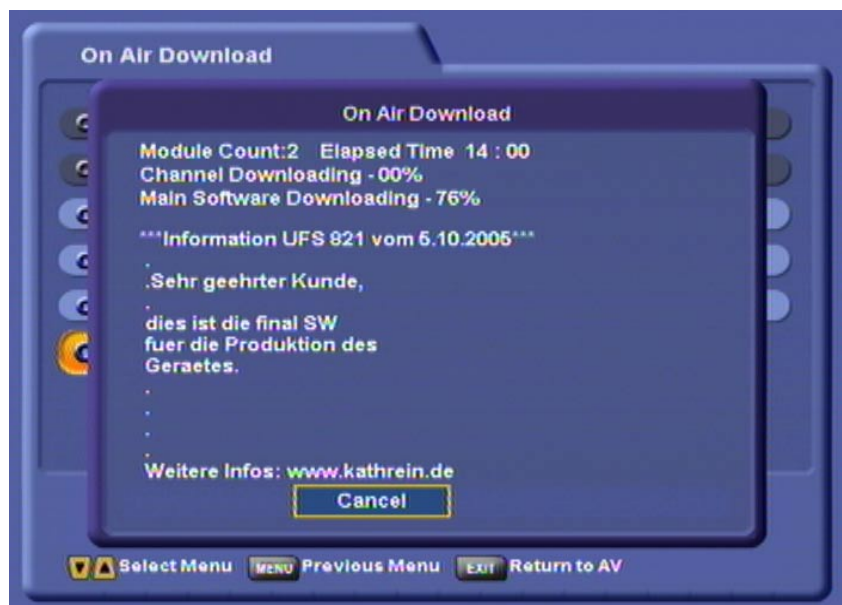 On Air Download
On Air Download
Module Count:2 Elapsed Time 14 : 00
Channel Downloading - 00%
Main Software Downloading - 76%
***Information UFS 821 vom 5.10.2005***
.
.Sehr geehrter Kunde,
.
dies ist die final SW
fuer die Produktion des
Geraetes.
.
.
.
.
Weitere Infos: www.kathrein.de
Cancel
Select Menu MENU Previous Menu EXIT Return to AV